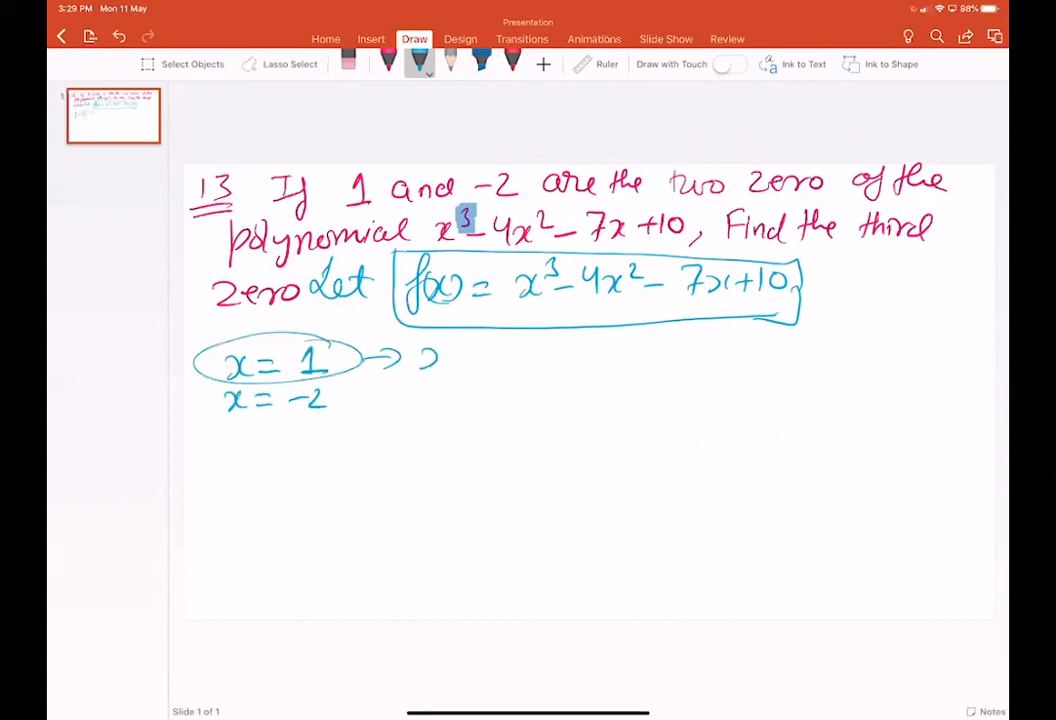 3:29 PM Mon 11 May
98%
Presentation
Home Insert Draw Design Transitions Animations Slide Show Review
Select Objects Lasso Select Ruler Draw with Touch Ink to Text Ink to Shape
1
13 If 1 and -2 are the two zero of the
polynomial x³-4x²-7x+10, Find the third
zero Let f(x) = x³-4x²-7x+10,
x = 1 →
x = -2
Slide 1 of 1
Notes